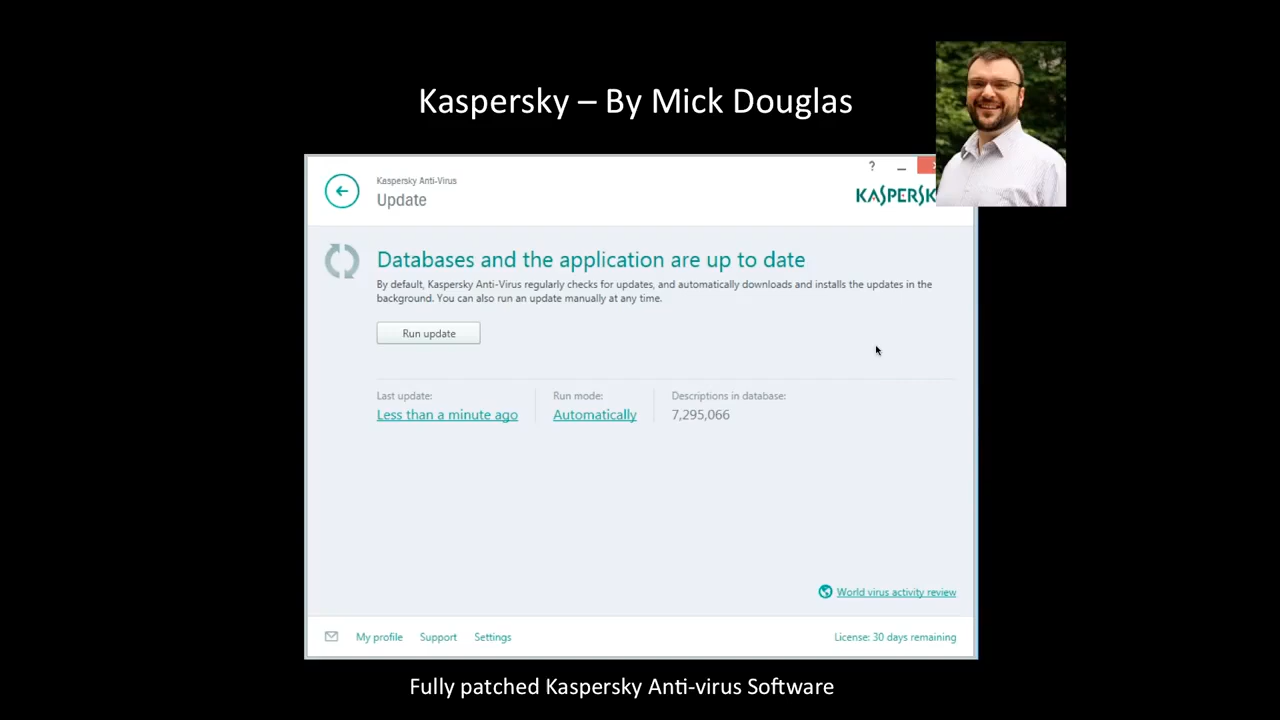 Kaspersky – By Mick Douglas
? 
Kaspersky Anti-Virus
Update
KASPERSK
Databases and the application are up to date
By default, Kaspersky Anti-Virus regularly checks for updates, and automatically downloads and installs the updates in the
background. You can also run an update manually at any time.
Run update
Last update: Run mode: Descriptions in database:
Less than a minute ago Automatically 7,295,066
World virus activity review
My profile Support Settings License: 30 days remaining
Fully patched Kaspersky Anti-virus Software